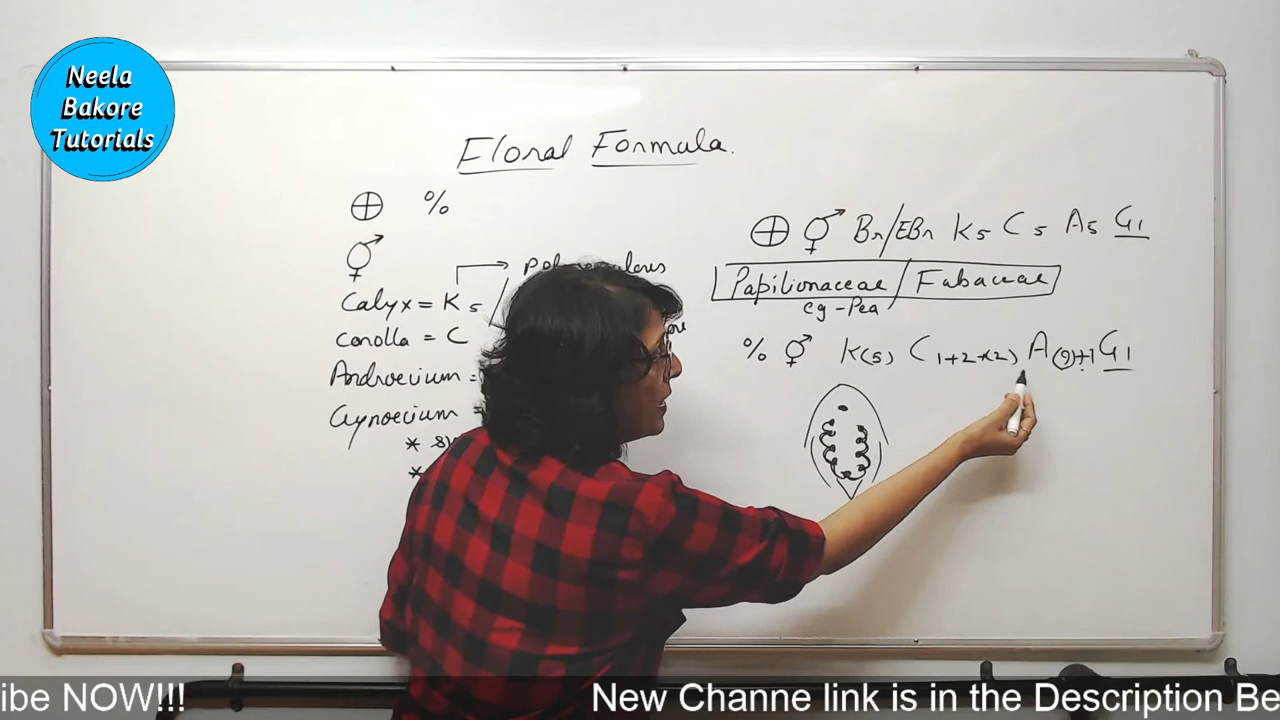 Neela
Bakore
Tutorials
Floral Formula.
⊕ %
⚥
Calyx = K5
Corolla = C
Androecium =
Gynoecium =
*
*
⊕ ⚥ Br/EBr K5 C5 A5 G1
Papilionaceae / Fabaceae
eg - Pea
% ⚥ K(5) C1+2+(2) A(9)+1 G1
ibe NOW!!! New Channe link is in the Description Be